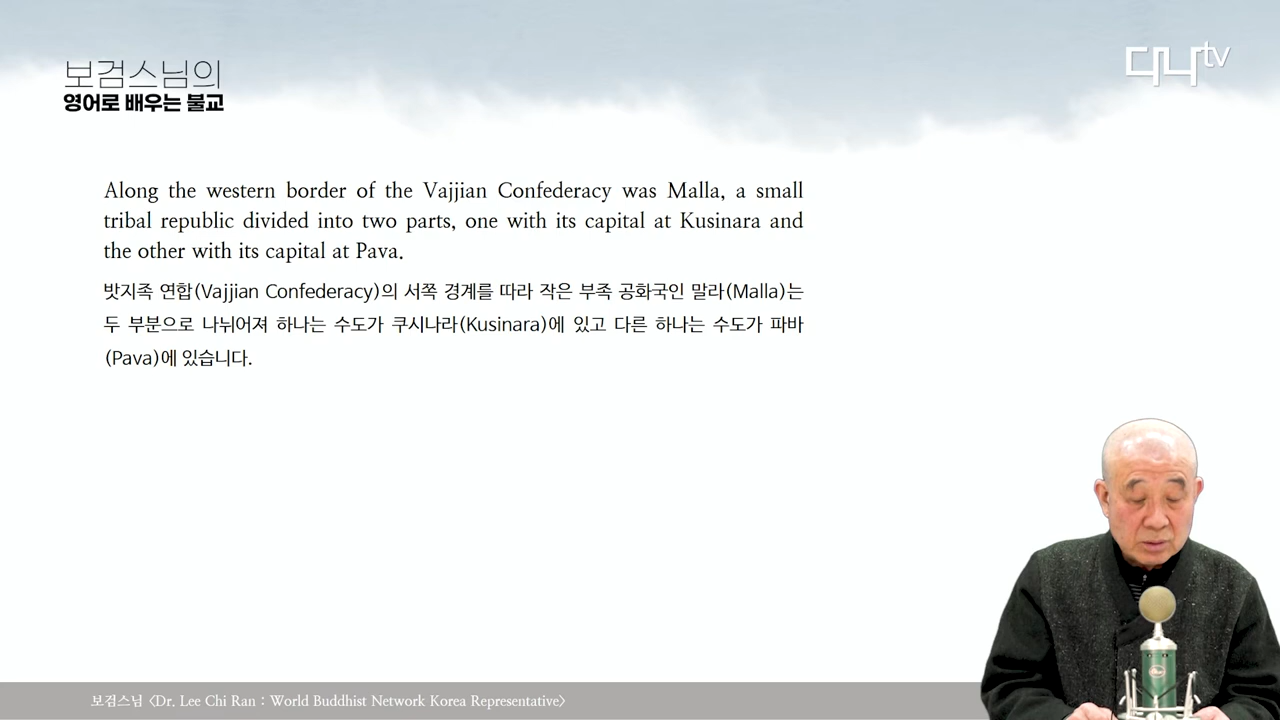 보검스님의
영어로 배우는 불교
다나tv
Along the western border of the Vajjian Confederacy was Malla, a small
tribal republic divided into two parts, one with its capital at Kusinara and
the other with its capital at Pava.
밧지족 연합(Vajjian Confederacy)의 서쪽 경계를 따라 작은 부족 공화국인 말라(Malla)는
두 부분으로 나뉘어져 하나는 수도가 쿠시나라(Kusinara)에 있고 다른 하나는 수도가 파바
(Pava)에 있습니다.
보검스님 <Dr. Lee Chi Ran : World Buddhist Network Korea Representative>